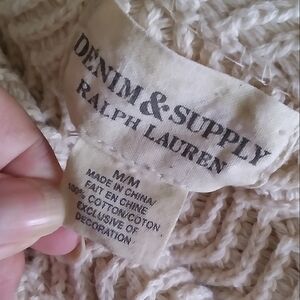 DENIM & SUPPLY
RALPH LAUREN
M/M
MADE IN CHINA/
FAIT EN CHINE
100% COTTON/COTON
EXCLUSIVE OF
DECORATION